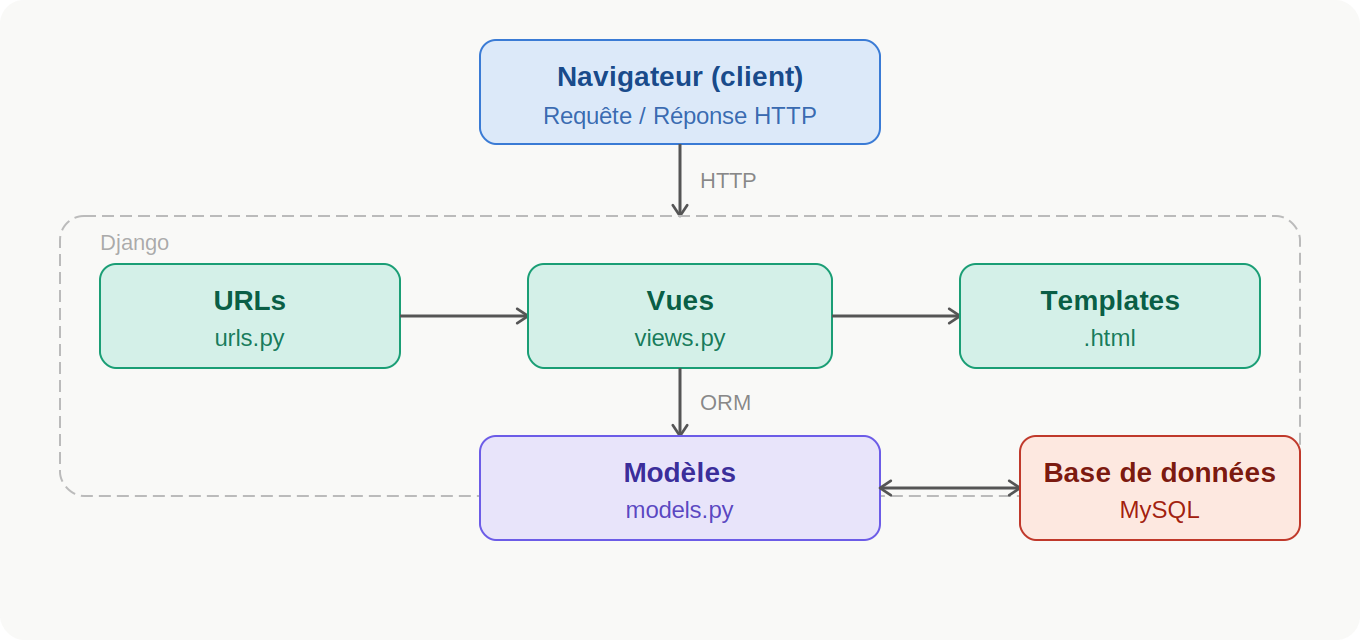 Navigateur (client)
Requête / Réponse HTTP
HTTP
Django
URLs
urls.py
Vues
views.py
Templates
.html
ORM
Modèles
models.py
Base de données
MySQL